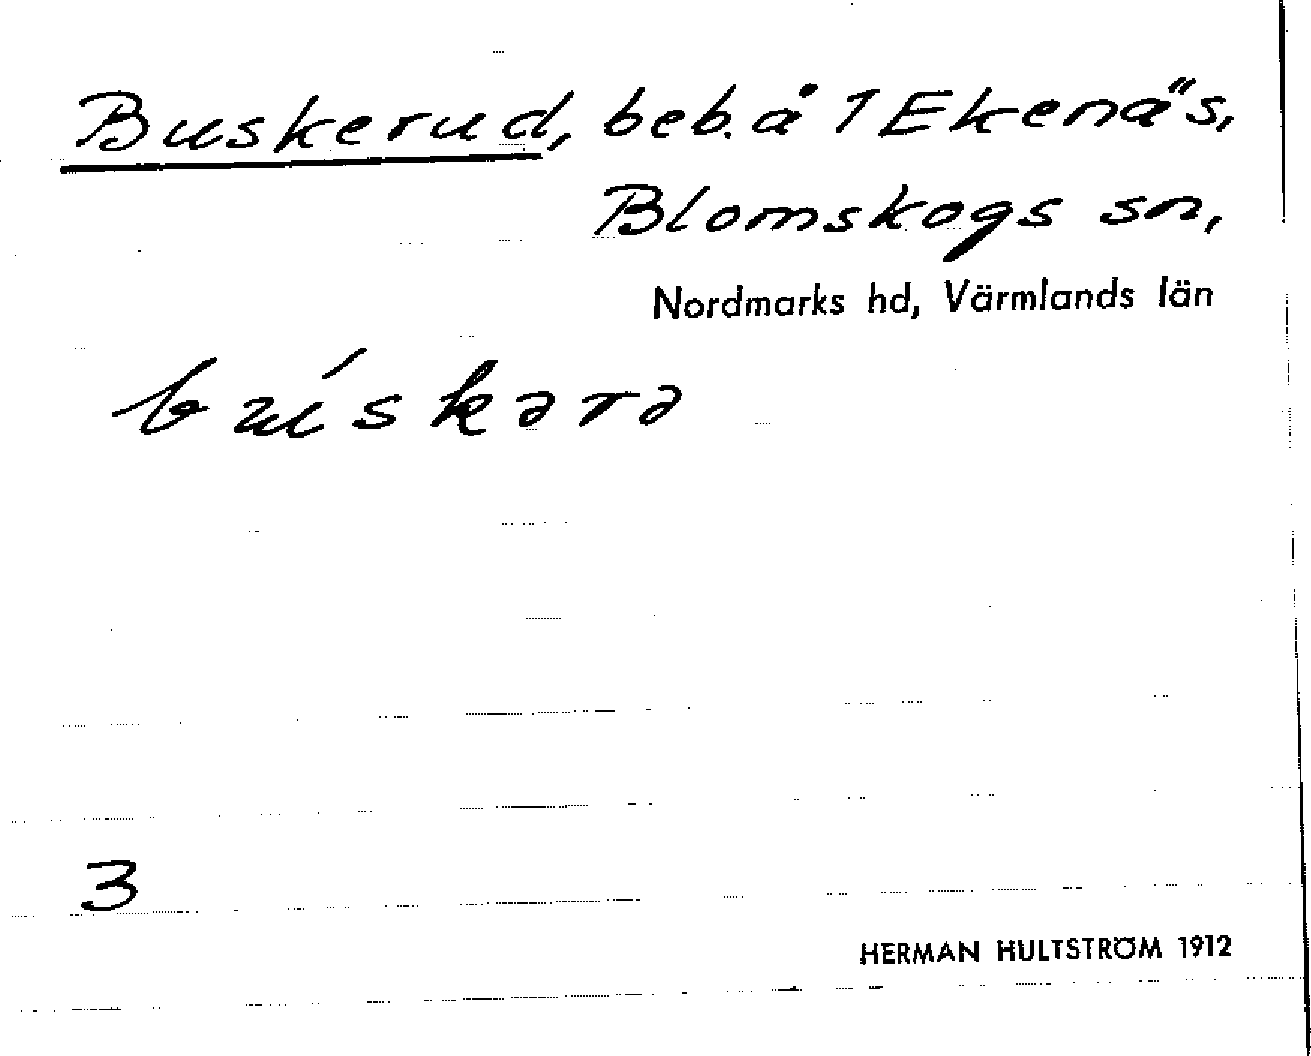 Buskerud, beb. å 1 Ekenäs,
Blomskogs sn,
Nordmarks hd, Värmlands län
búskərə
3
HERMAN HULTSTRÖM 1912